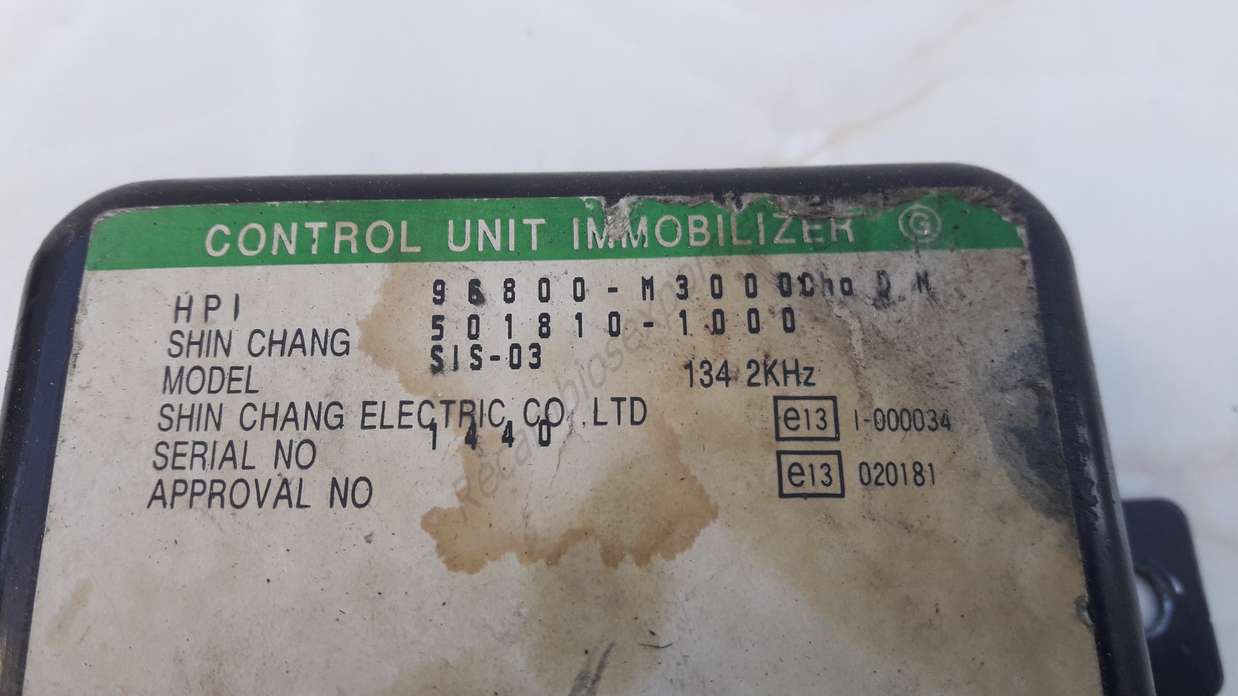 CONTROL UNIT IMMOBILIZER G
HPI 96800-M3000
SHIN CHANG 501810-1000
MODEL SIS-03 134.2KHz
SHIN CHANG ELECTRIC CO., LTD e13 I-000034
SERIAL NO 1440
APPROVAL NO e13 020181